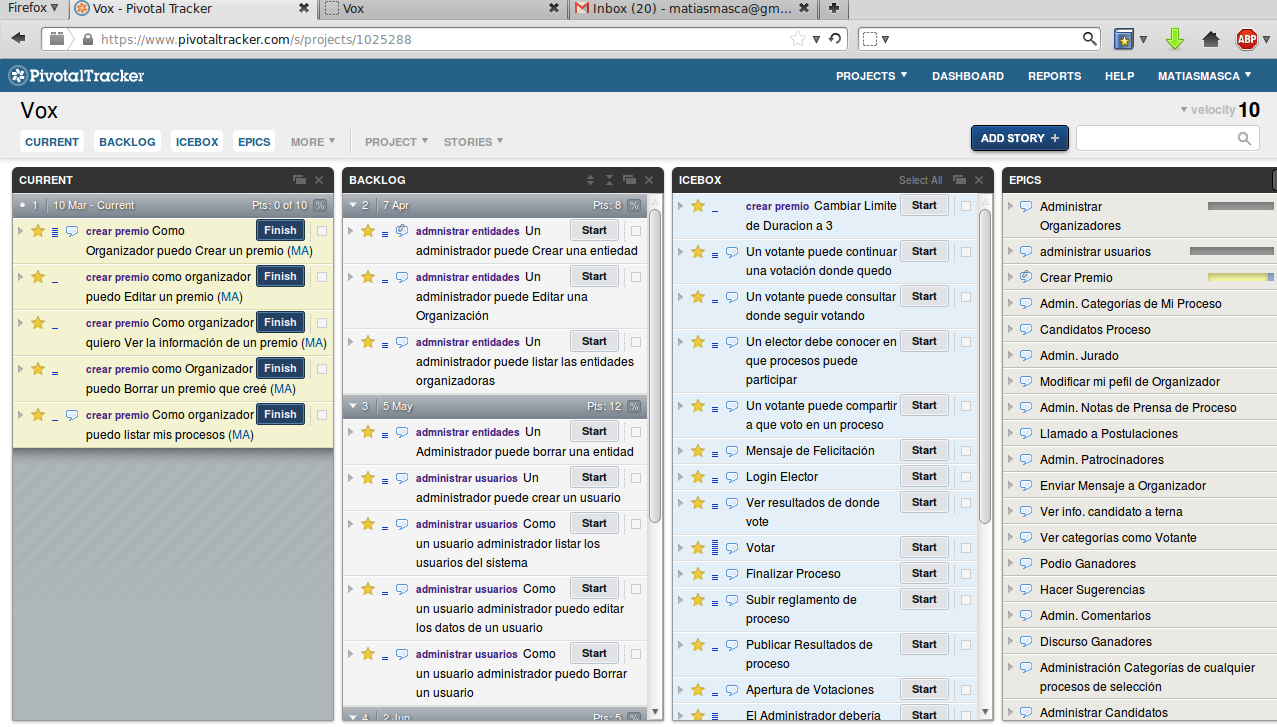 Firefox
Vox - Pivotal Tracker
Vox
Inbox (20) - matiasmasca@gm...
https://www.pivotaltracker.com/s/projects/1025288
ABP
PivotalTracker
PROJECTS
DASHBOARD
REPORTS
HELP
MATIASMASCA
Vox
velocity 10
CURRENT
BACKLOG
ICEBOX
EPICS
MORE
PROJECT
STORIES
ADD STORY +
CURRENT
1 10 Mar - Current Pts: 0 of 10 %
crear premio Como Finish
Organizador puedo Crear un premio (MA)
crear premio como organizador Finish
puedo Editar un premio (MA)
crear premio Como organizador Finish
quiero Ver la información de un premio (MA)
crear premio como Organizador Finish
puedo Borrar un premio que creé (MA)
crear premio Como organizador Finish
puedo listar mis procesos (MA)
BACKLOG
2 7 Apr Pts: 8 %
admnistrar entidades Un Start
administrador puede Crear una entiedad
admnistrar entidades Un Start
administrador puede Editar una
Organización
admnistrar entidades Un Start
administrador puede listar las entidades
organizadoras
3 5 May Pts: 12 %
admnistrar entidades Un Start
Administrador puede borrar una entidad
administrar usuarios Un Start
administrador puede crear un usuario
administrar usuarios Como Start
un usuario administrador listar los
usuarios del sistema
administrar usuarios Como Start
un usuario administrador puedo editar
los datos de un usuario
administrar usuarios Como Start
un usuario administrador puedo Borrar
un usuario
4 2 Jun Pts: 5 %
ICEBOX Select All
crear premio Cambiar Limite Start
de Duracion a 3
Un votante puede continuar Start
una votación donde quedo
Un votante puede consultar Start
donde seguir votando
Un elector debe conocer en Start
que procesos puede
participar
Un votante puede compartir Start
a que voto en un proceso
Mensaje de Felicitación Start
Login Elector Start
Ver resultados de donde Start
vote
Votar Start
Finalizar Proceso Start
Subir reglamento de Start
proceso
Publicar Resultados de Start
proceso
Apertura de Votaciones Start
El Administrador debería Start
EPICS
Administrar
Organizadores
administrar usuarios
Crear Premio
Admin. Categorías de Mi Proceso
Candidatos Proceso
Admin. Jurado
Modificar mi pefil de Organizador
Admin. Notas de Prensa de Proceso
Llamado a Postulaciones
Admin. Patrocinadores
Enviar Mensaje a Organizador
Ver info. candidato a terna
Ver categorías como Votante
Podio Ganadores
Hacer Sugerencias
Admin. Comentarios
Discurso Ganadores
Administración Categorías de cualquier
procesos de selección
Administrar Candidatos